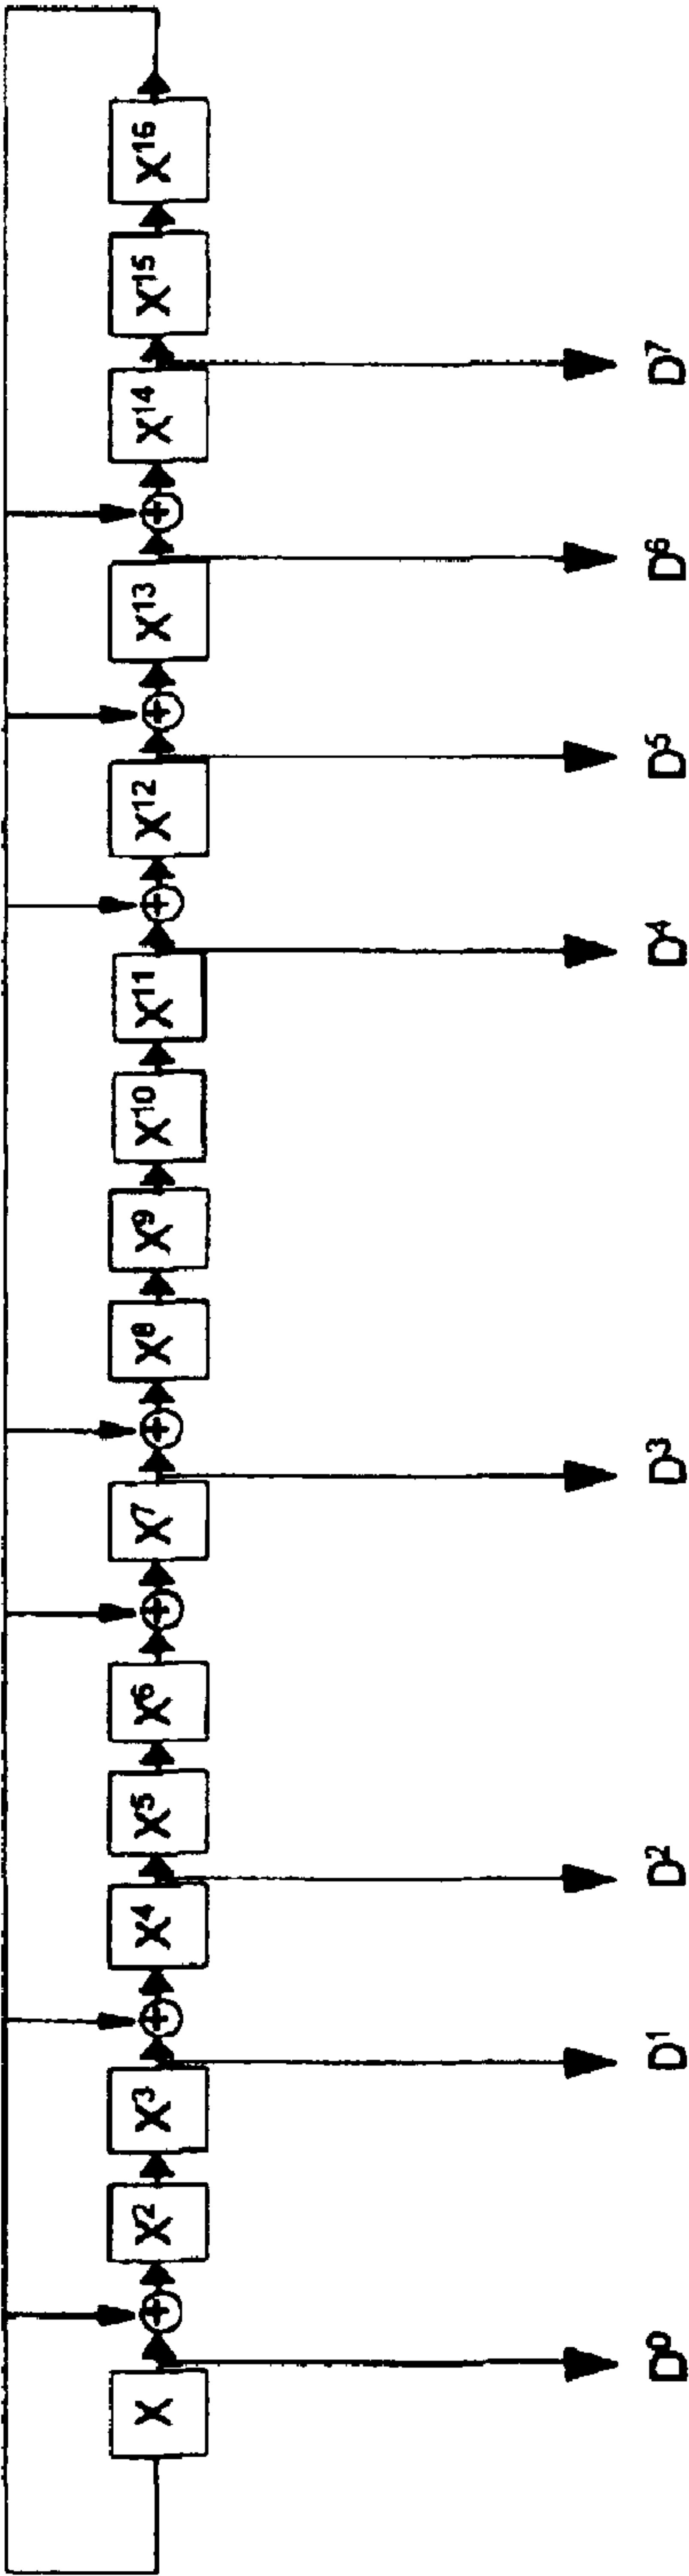 X X² X³ X⁴ X⁵ X⁶ X⁷ X⁸ X⁹ X¹⁰ X¹¹ X¹² X¹³ X¹⁴ X¹⁵ X¹⁶
D⁰ D¹ D² D³ D⁴ D⁵ D⁶ D⁷